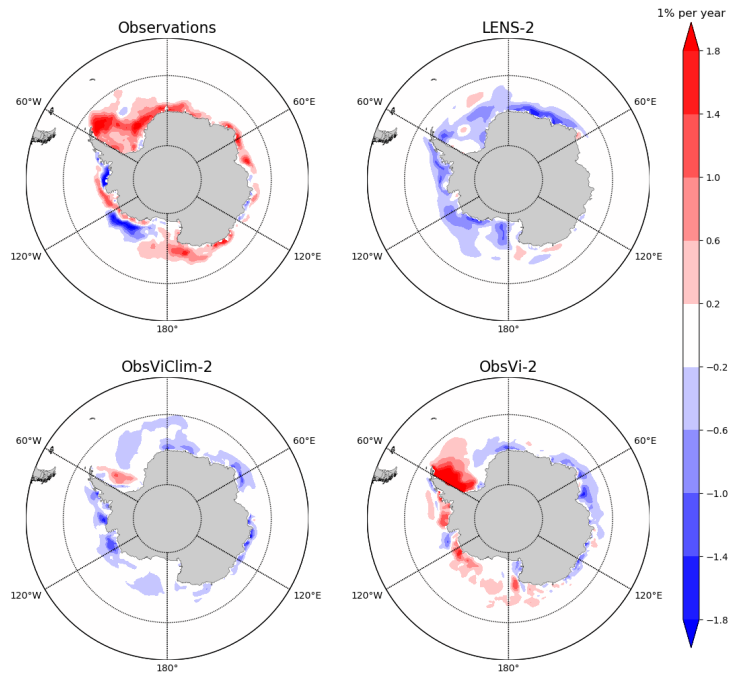 1% per year
Observations
LENS-2
60°W
60°E
60°W
60°E
120°W
120°E
120°W
120°E
180°
180°
ObsViClim-2
ObsVi-2
60°W
60°E
60°W
60°E
120°W
120°E
120°W
120°E
180°
180°
1.8
1.4
1.0
0.6
0.2
−0.2
−0.6
−1.0
−1.4
−1.8